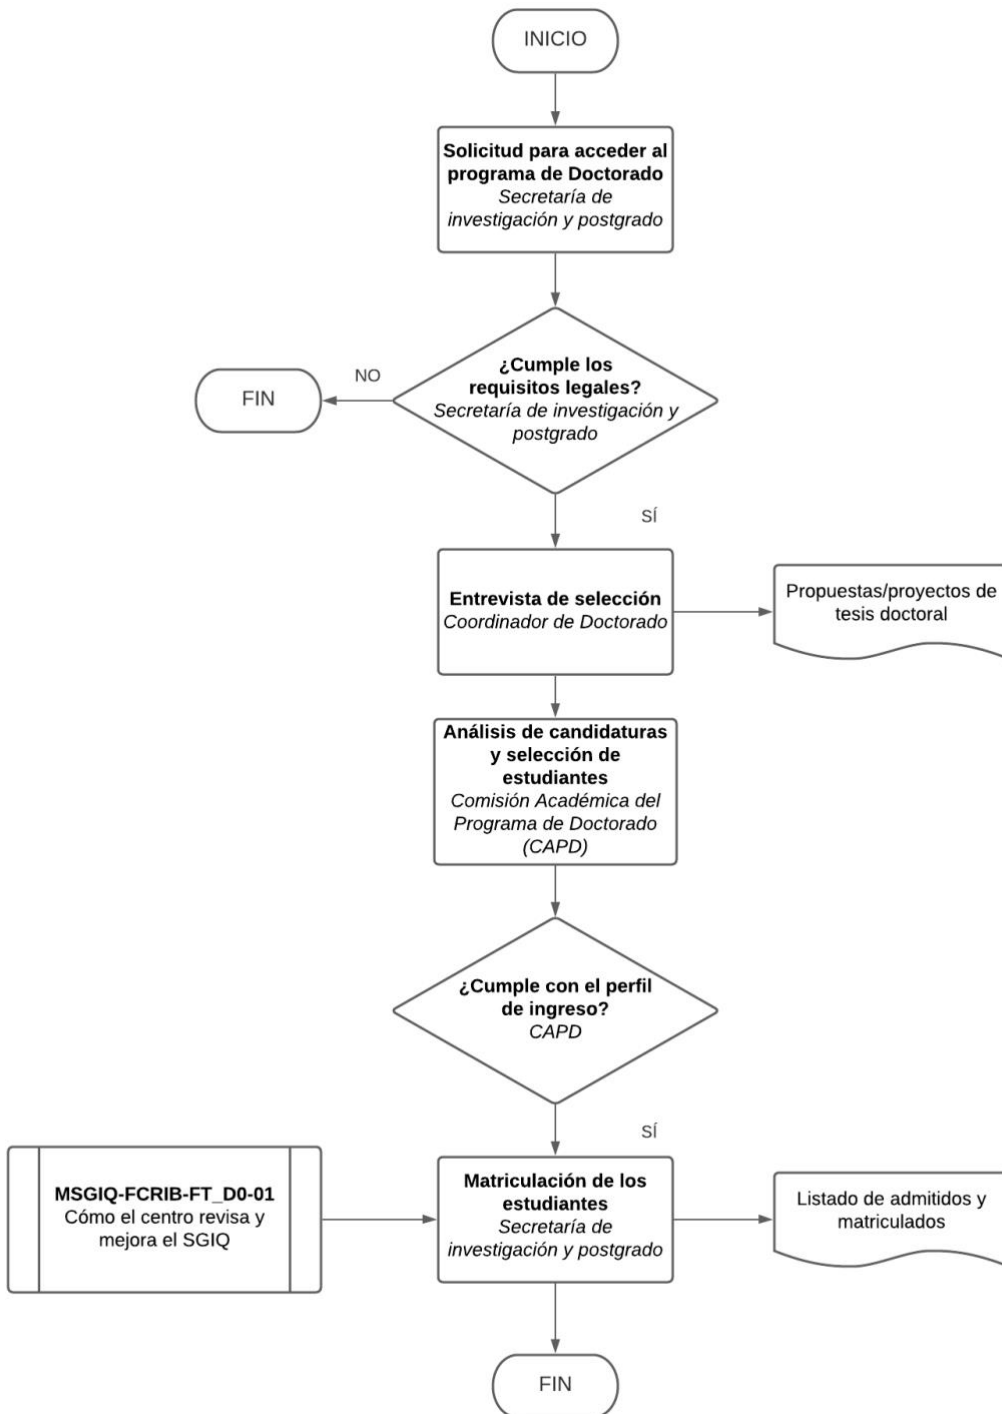 INICIO
Solicitud para acceder al
programa de Doctorado
Secretaría de
investigación y postgrado
¿Cumple los
requisitos legales?
Secretaría de investigación y
postgrado
NO
FIN
SÍ
Entrevista de selección
Coordinador de Doctorado
Propuestas/proyectos de
tesis doctoral
Análisis de candidaturas
y selección de
estudiantes
Comisión Académica del
Programa de Doctorado
(CAPD)
¿Cumple con el perfil
de ingreso?
CAPD
SÍ
MSGIQ-FCRIB-FT_D0-01
Cómo el centro revisa y
mejora el SGIQ
Matriculación de los
estudiantes
Secretaría de
investigación y postgrado
Listado de admitidos y
matriculados
FIN